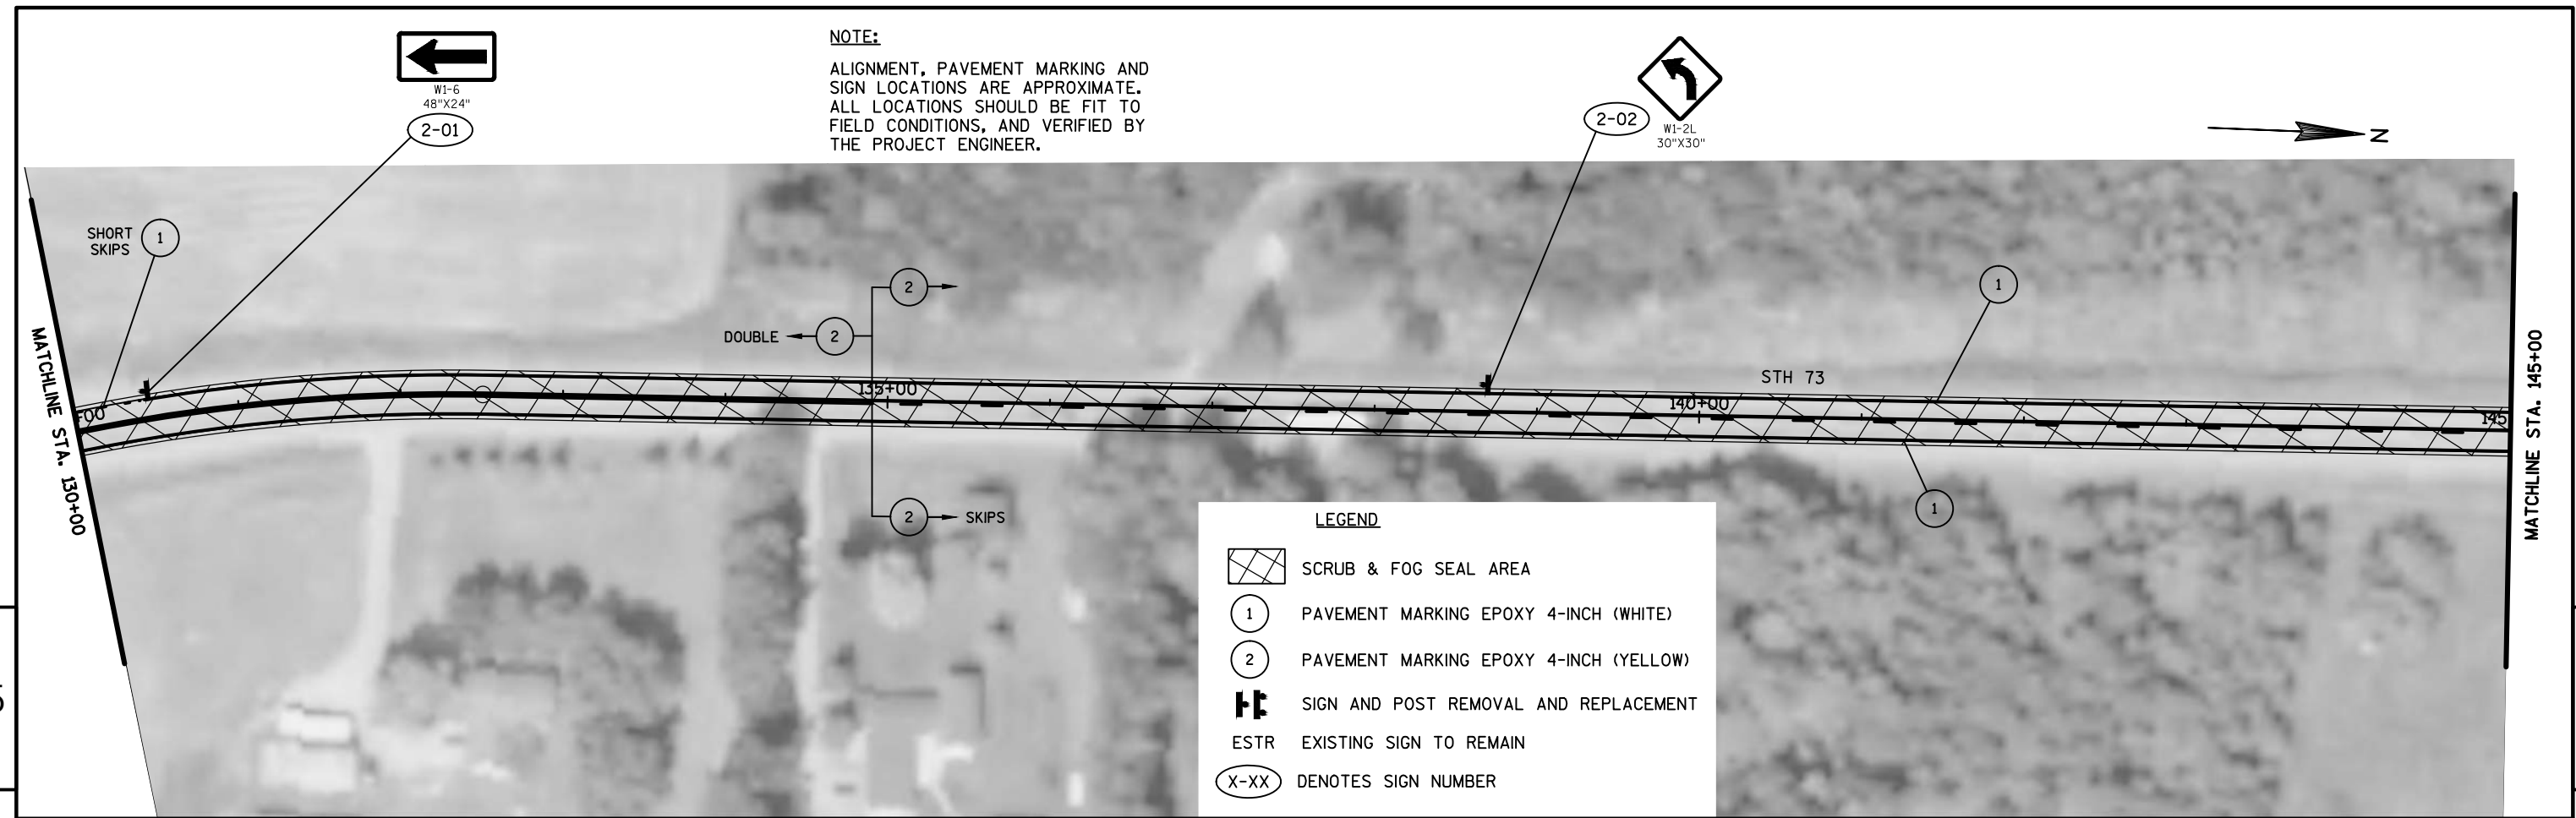 W1-6
48"X24"
2-01
NOTE:
ALIGNMENT, PAVEMENT MARKING AND
SIGN LOCATIONS ARE APPROXIMATE.
ALL LOCATIONS SHOULD BE FIT TO
FIELD CONDITIONS, AND VERIFIED BY
THE PROJECT ENGINEER.
2-02
W1-2L
30"X30"
N
SHORT
SKIPS
1
2
DOUBLE
2
1
MATCHLINE STA. 130+00
+00
135+00
140+00
STH 73
145
MATCHLINE STA. 145+00
2
SKIPS
1
LEGEND
SCRUB & FOG SEAL AREA
1
PAVEMENT MARKING EPOXY 4-INCH (WHITE)
2
PAVEMENT MARKING EPOXY 4-INCH (YELLOW)
SIGN AND POST REMOVAL AND REPLACEMENT
ESTR EXISTING SIGN TO REMAIN
X-XX DENOTES SIGN NUMBER